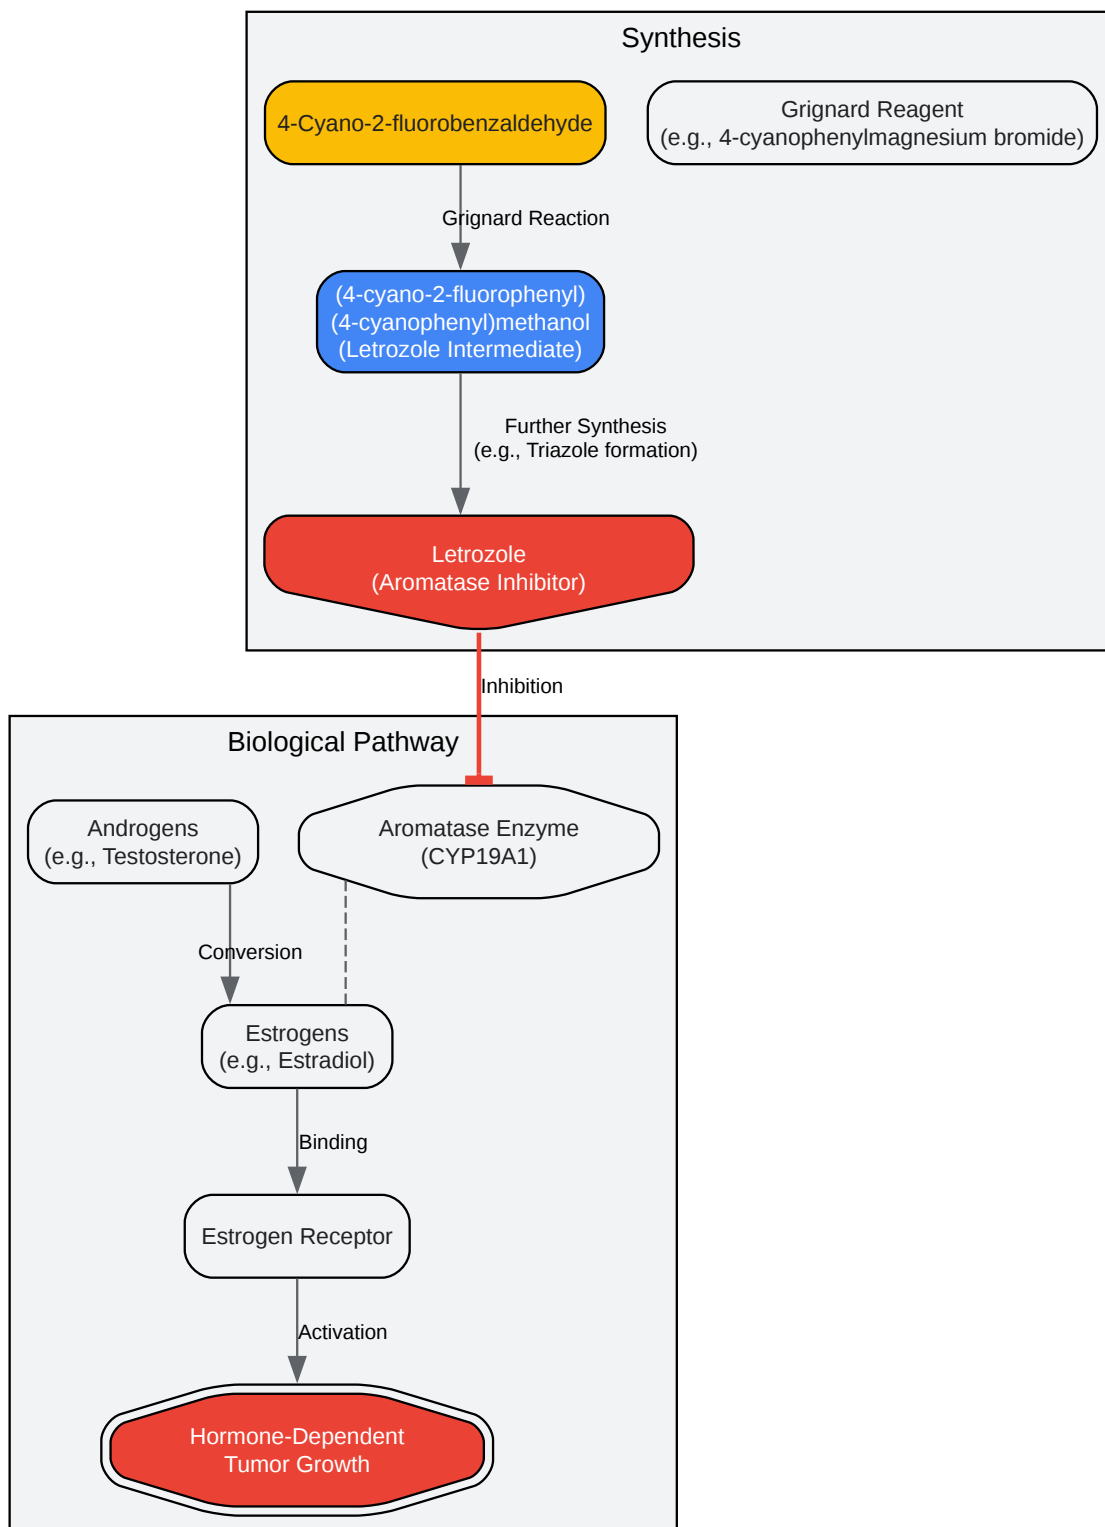 Synthesis
4-Cyano-2-fluorobenzaldehyde
Grignard Reagent
(e.g., 4-cyanophenylmagnesium bromide)
Grignard Reaction
(4-cyano-2-fluorophenyl)
(4-cyanophenyl)methanol
(Letrozole Intermediate)
Further Synthesis
(e.g., Triazole formation)
Letrozole
(Aromatase Inhibitor)
Inhibition
Biological Pathway
Androgens
(e.g., Testosterone)
Aromatase Enzyme
(CYP19A1)
Conversion
Estrogens
(e.g., Estradiol)
Binding
Estrogen Receptor
Activation
Hormone-Dependent
Tumor Growth